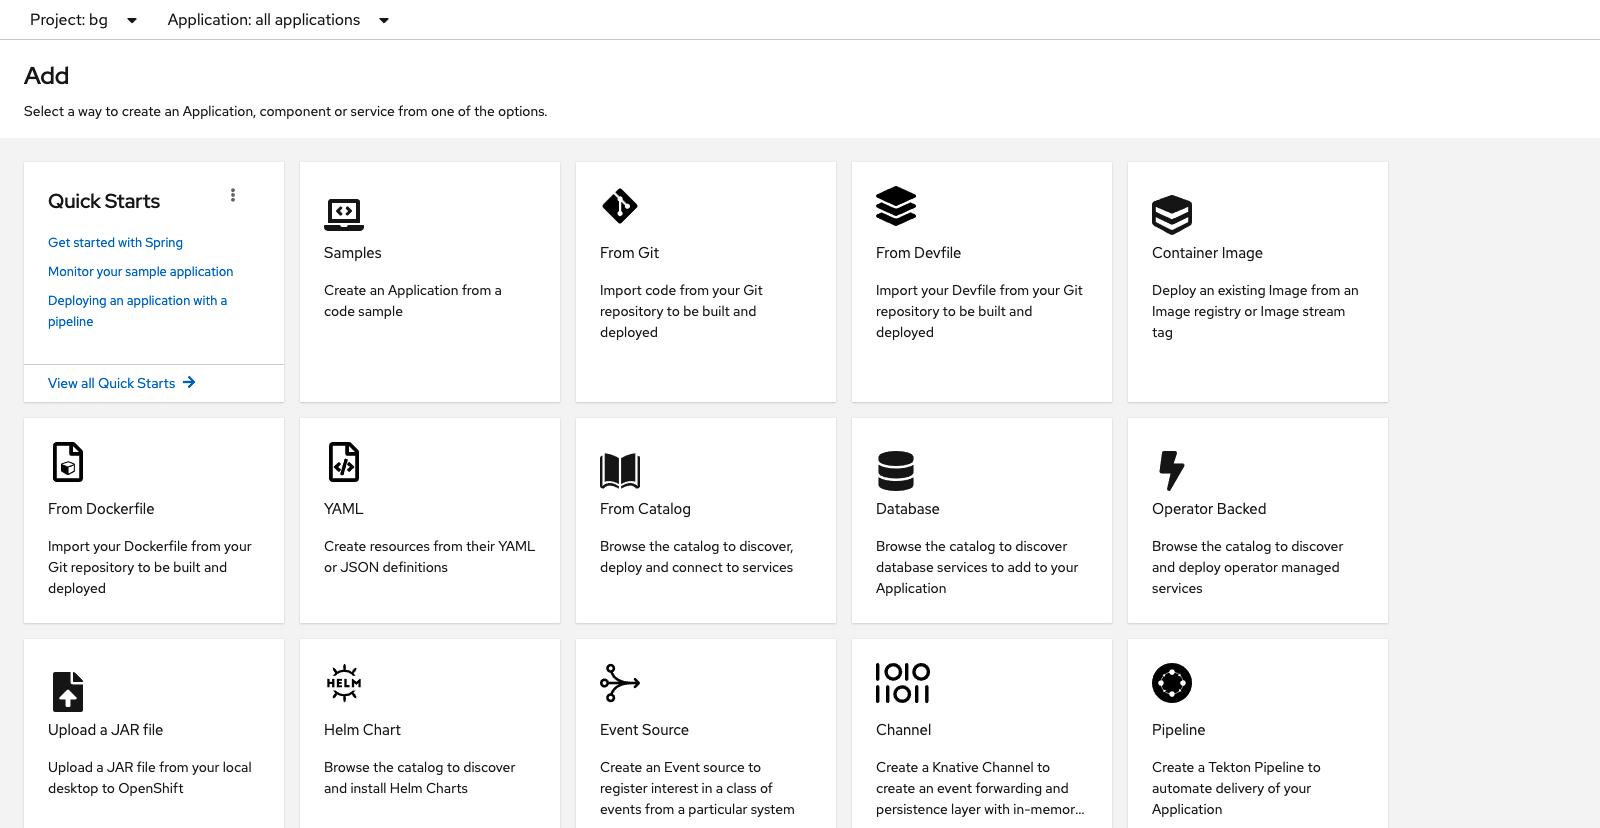 Project: bg
Application: all applications
Add
Select a way to create an Application, component or service from one of the options.
Quick Starts
Get started with Spring
Monitor your sample application
Deploying an application with a
pipeline
View all Quick Starts
Samples
Create an Application from a
code sample
From Git
Import code from your Git
repository to be built and
deployed
From Devfile
Import your Devfile from your Git
repository to be built and
deployed
Container Image
Deploy an existing Image from an
Image registry or Image stream
tag
From Dockerfile
Import your Dockerfile from your
Git repository to be built and
deployed
YAML
Create resources from their YAML
or JSON definitions
From Catalog
Browse the catalog to discover,
deploy and connect to services
Database
Browse the catalog to discover
database services to add to your
Application
Operator Backed
Browse the catalog to discover
and deploy operator managed
services
Upload a JAR file
Upload a JAR file from your local
desktop to OpenShift
HELM
Helm Chart
Browse the catalog to discover
and install Helm Charts
Event Source
Create an Event source to
register interest in a class of
events from a particular system
1010
11011
Channel
Create a Knative Channel to
create an event forwarding and
persistence layer with in-memor...
Pipeline
Create a Tekton Pipeline to
automate delivery of your
Application